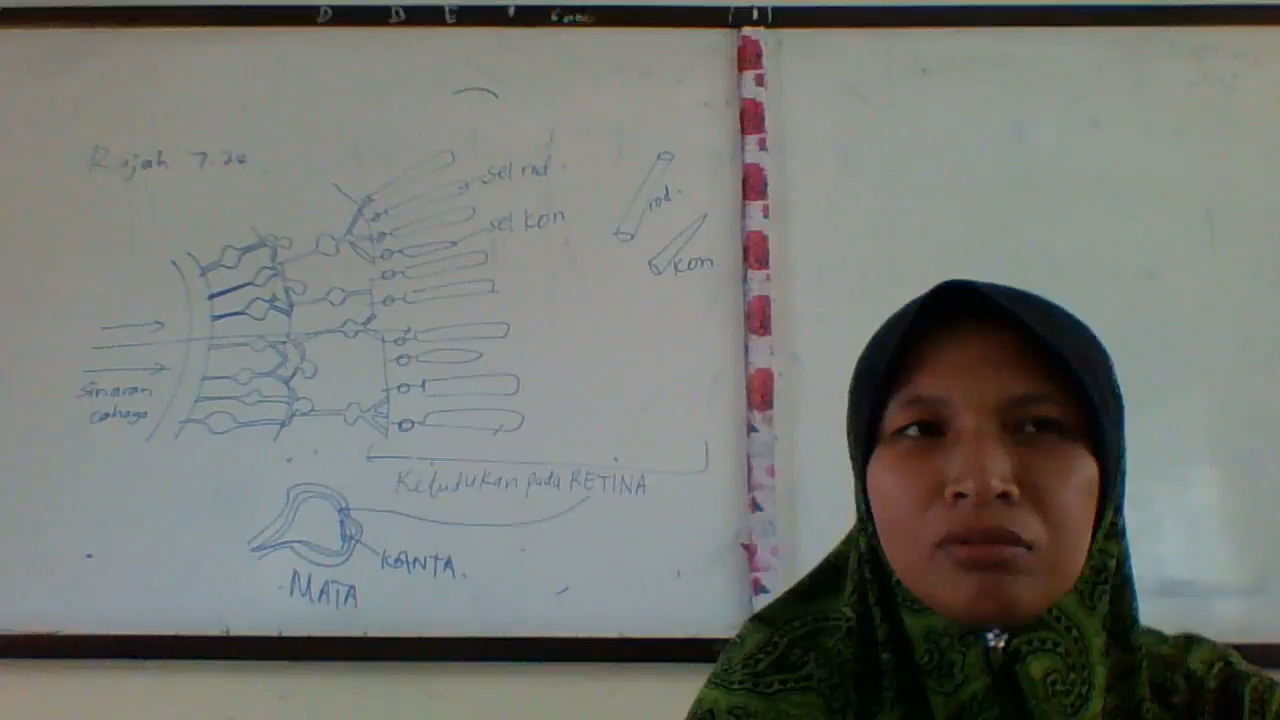 D D E
Rajah 7.20
sel rod.
sel kon
rod.
kon
Sinaran
cahaya
Kedudukan pada RETINA
KANTA.
MATA